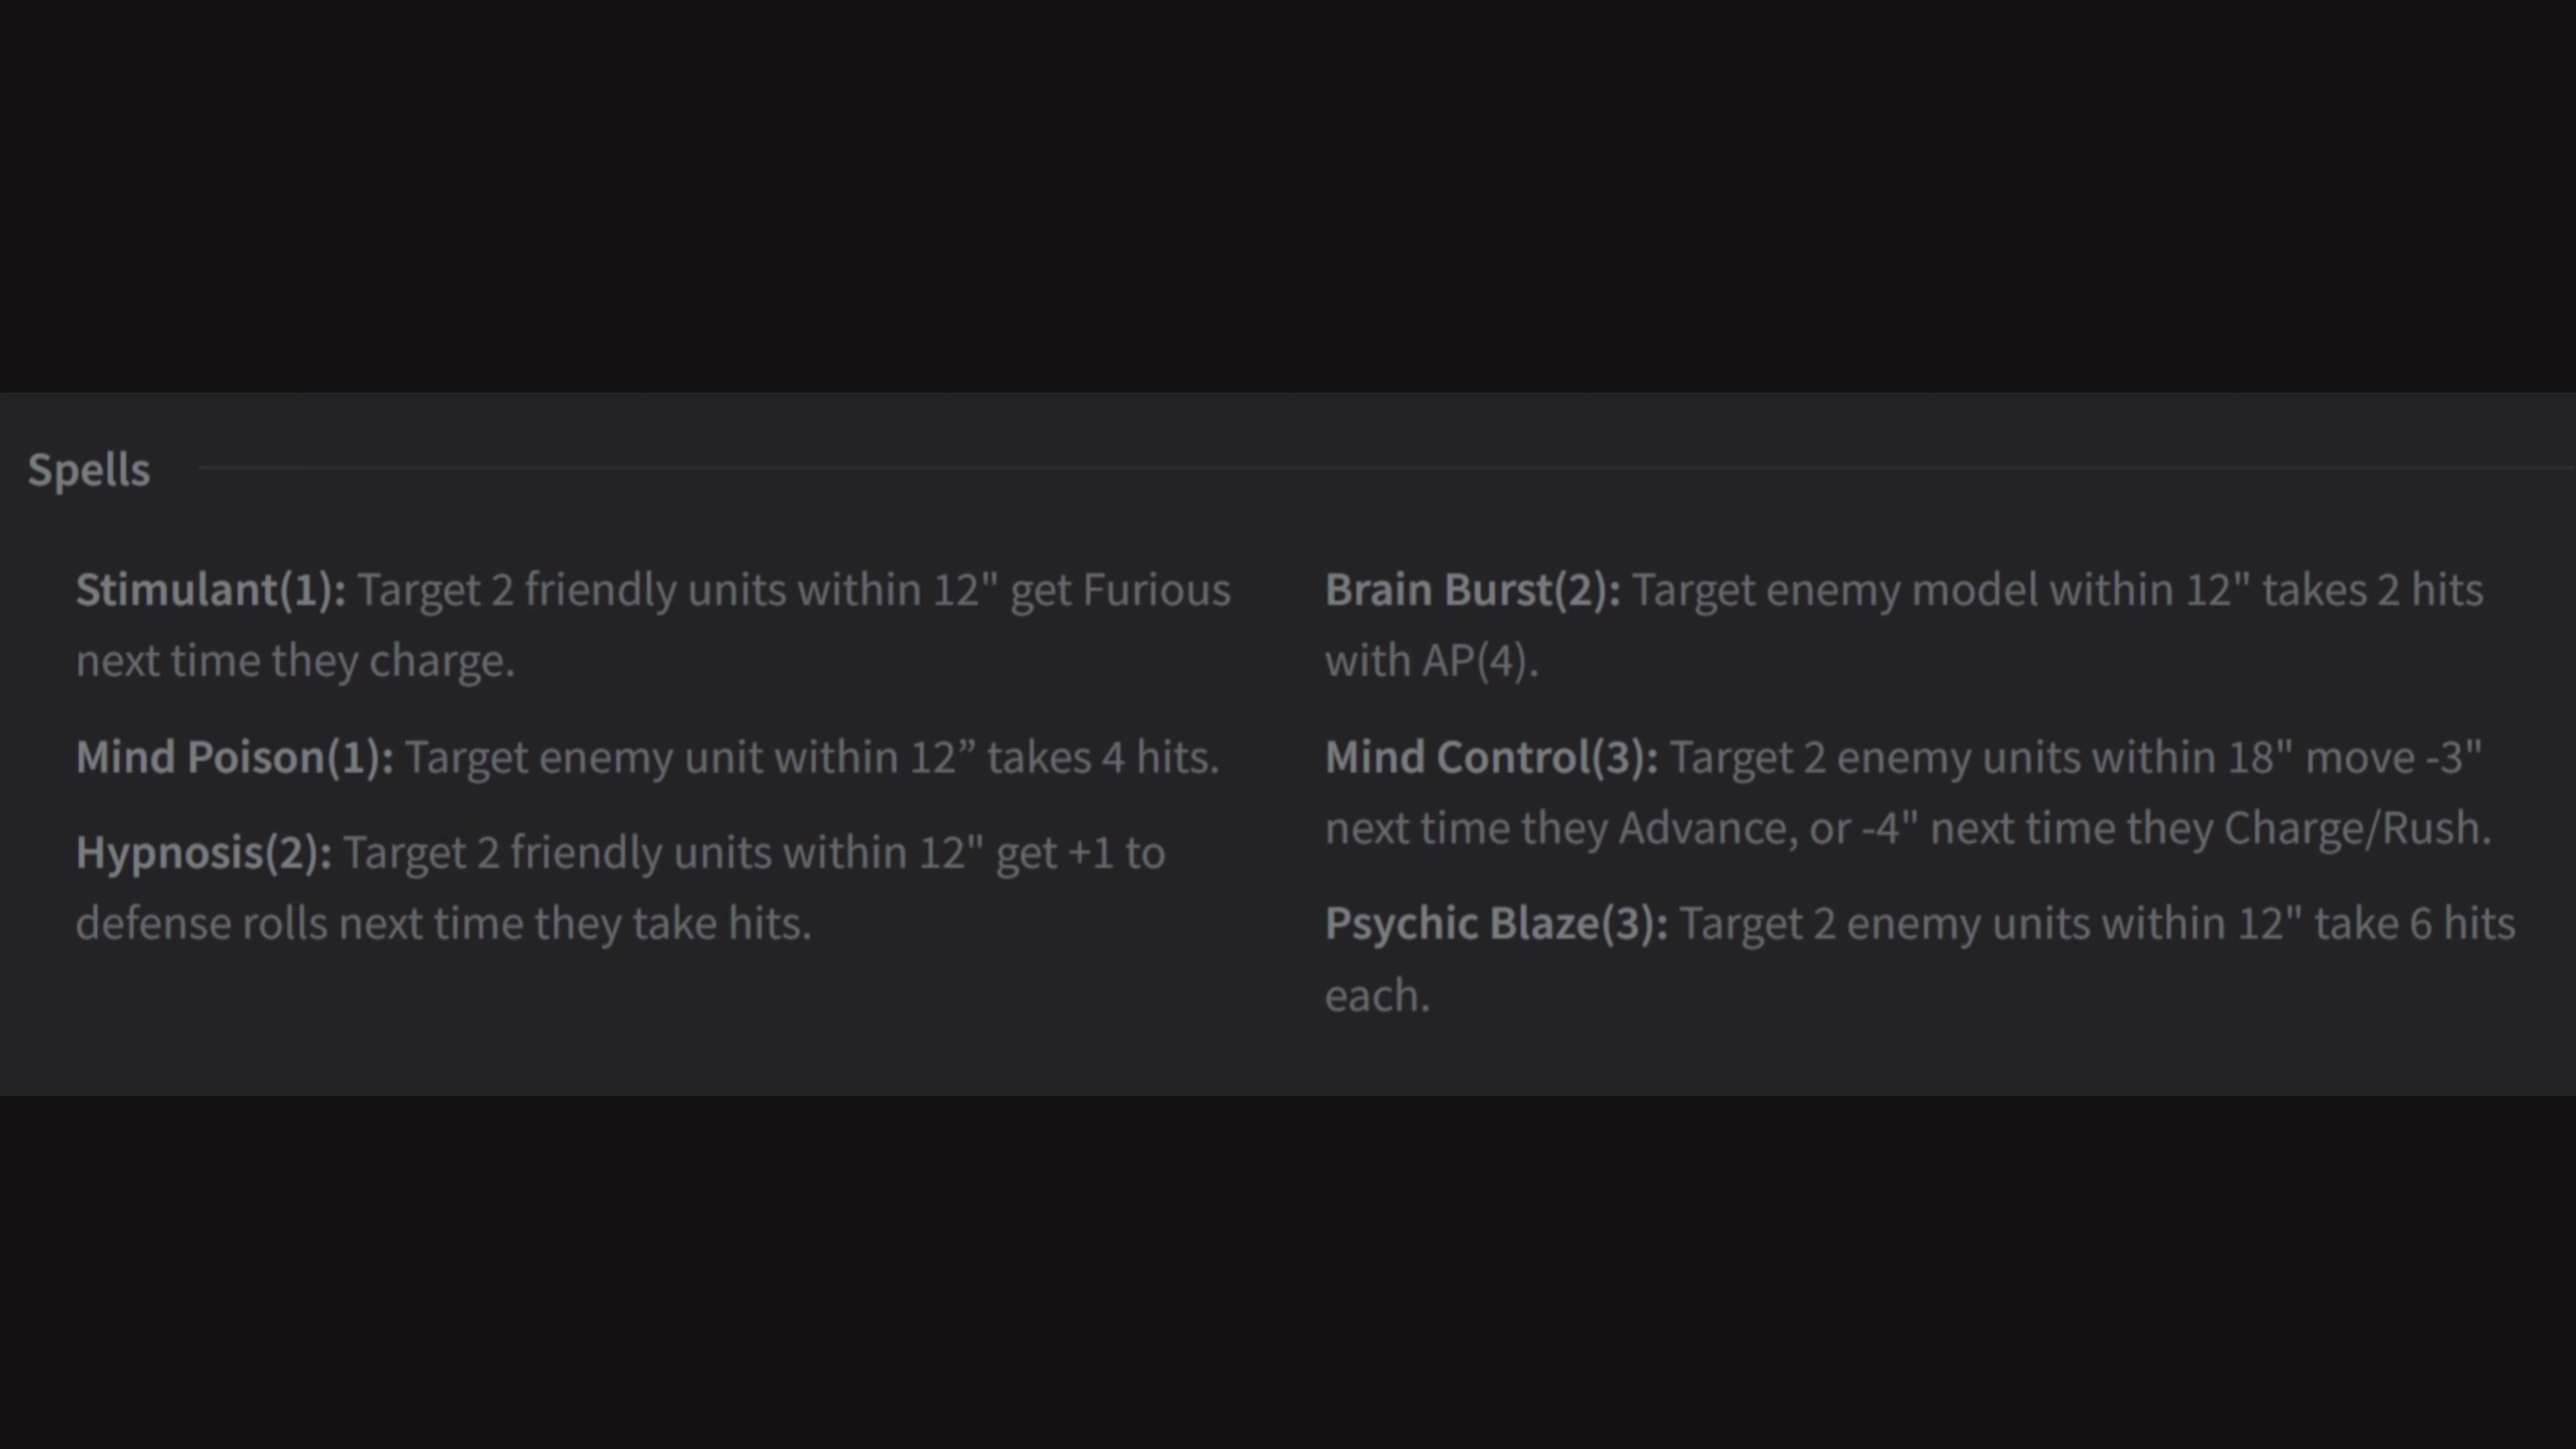 Spells
Stimulant(1): Target 2 friendly units within 12" get Furious
next time they charge.
Mind Poison(1): Target enemy unit within 12” takes 4 hits.
Hypnosis(2): Target 2 friendly units within 12" get +1 to
defense rolls next time they take hits.
Brain Burst(2): Target enemy model within 12" takes 2 hits
with AP(4).
Mind Control(3): Target 2 enemy units within 18" move -3"
next time they Advance, or -4" next time they Charge/Rush.
Psychic Blaze(3): Target 2 enemy units within 12" take 6 hits
each.